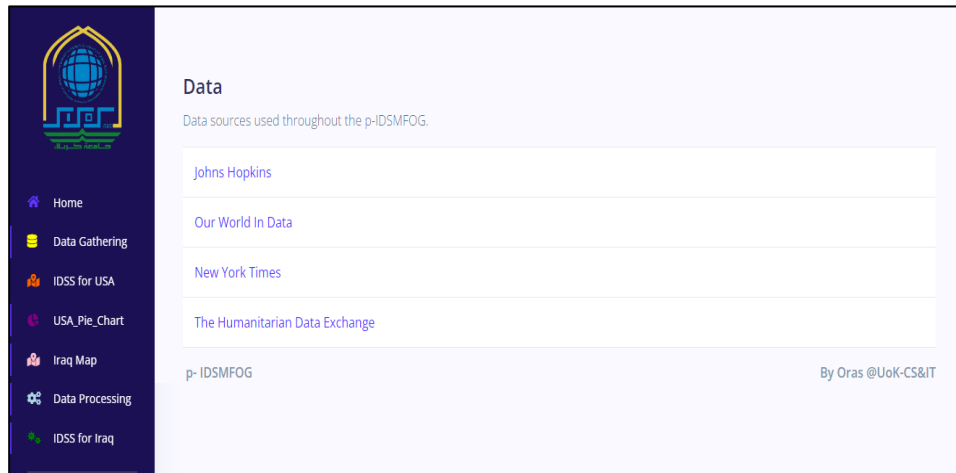 جامعة كربلاء
Home
Data Gathering
IDSS for USA
USA_Pie_Chart
Iraq Map
Data Processing
IDSS for Iraq
Data
Data sources used throughout the p-IDSMFOG.
Johns Hopkins
Our World In Data
New York Times
The Humanitarian Data Exchange
p- IDSMFOG
By Oras @UoK-CS&IT